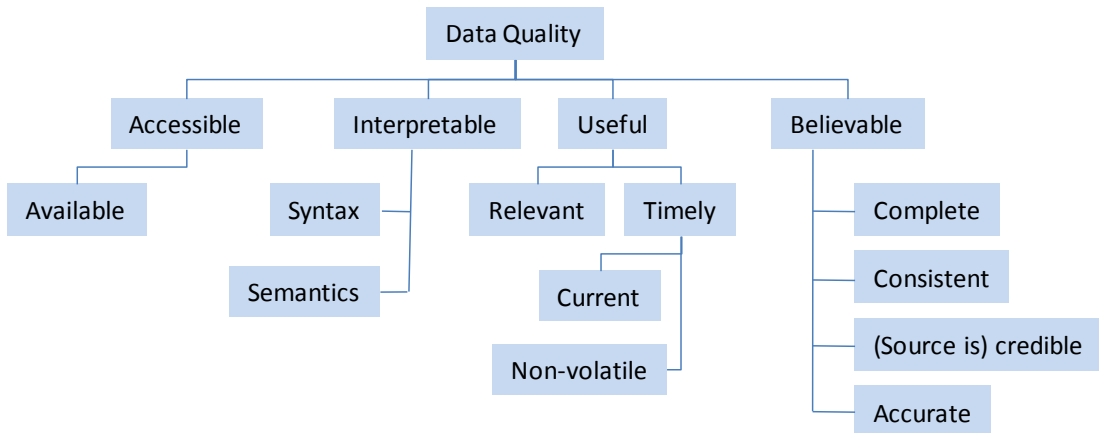 Data Quality
Accessible
Interpretable
Useful
Believable
Available
Syntax
Relevant
Timely
Complete
Semantics
Current
Consistent
Non-volatile
(Source is) credible
Accurate